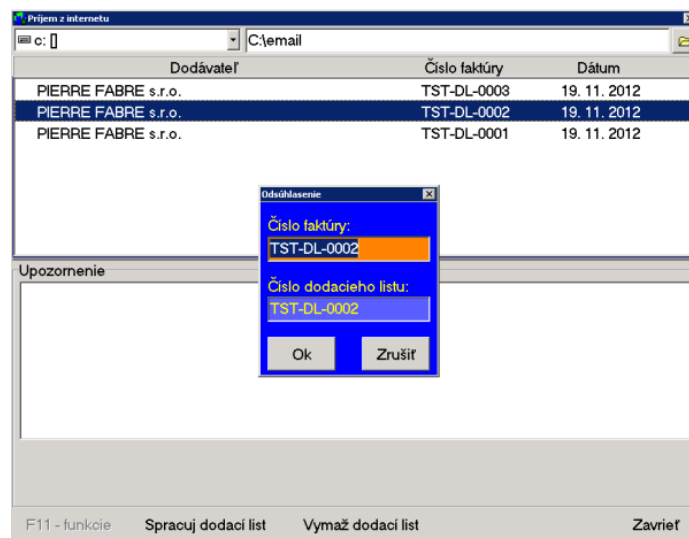 Príjem z internetu
c: [] C:\email
Dodávateľ Číslo faktúry Dátum
PIERRE FABRE s.r.o. TST-DL-0003 19. 11. 2012
PIERRE FABRE s.r.o. TST-DL-0002 19. 11. 2012
PIERRE FABRE s.r.o. TST-DL-0001 19. 11. 2012
Odsúhlasenie
Číslo faktúry:
TST-DL-0002
Číslo dodacieho listu:
TST-DL-0002
Ok Zrušiť
Upozornenie
F11 - funkcie Spracuj dodací list Vymaž dodací list Zavrieť